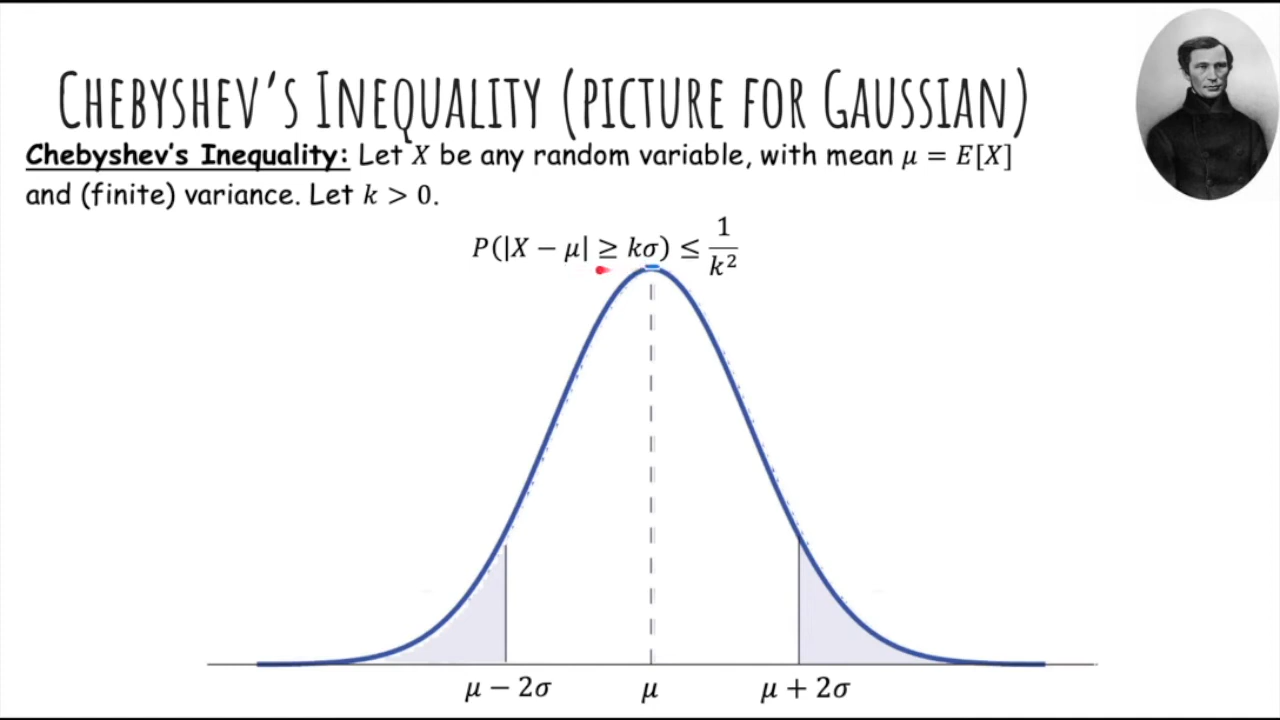 CHEBYSHEV'S INEQUALITY (PICTURE FOR GAUSSIAN)
Chebyshev's Inequality: Let X be any random variable, with mean μ = E[X]
and (finite) variance. Let k > 0.
P(|X − μ| ≥ kσ) ≤ 1/k²
μ − 2σ μ μ + 2σ